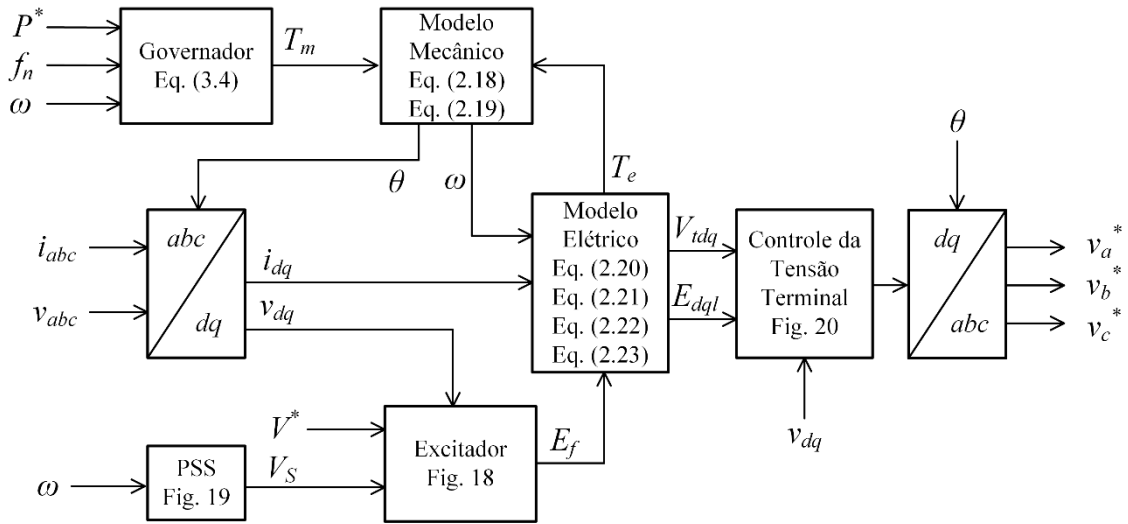 P*
f_n
ω
Governador
Eq. (3.4)
T_m
Modelo
Mecânico
Eq. (2.18)
Eq. (2.19)
θ
ω
T_e
i_abc
v_abc
abc
dq
i_dq
v_dq
Modelo
Elétrico
Eq. (2.20)
Eq. (2.21)
Eq. (2.22)
Eq. (2.23)
V_tdq
E_dql
Controle da
Tensão
Terminal
Fig. 20
v_dq
θ
dq
abc
v_a*
v_b*
v_c*
ω
PSS
Fig. 19
V*
V_S
Excitador
Fig. 18
E_f